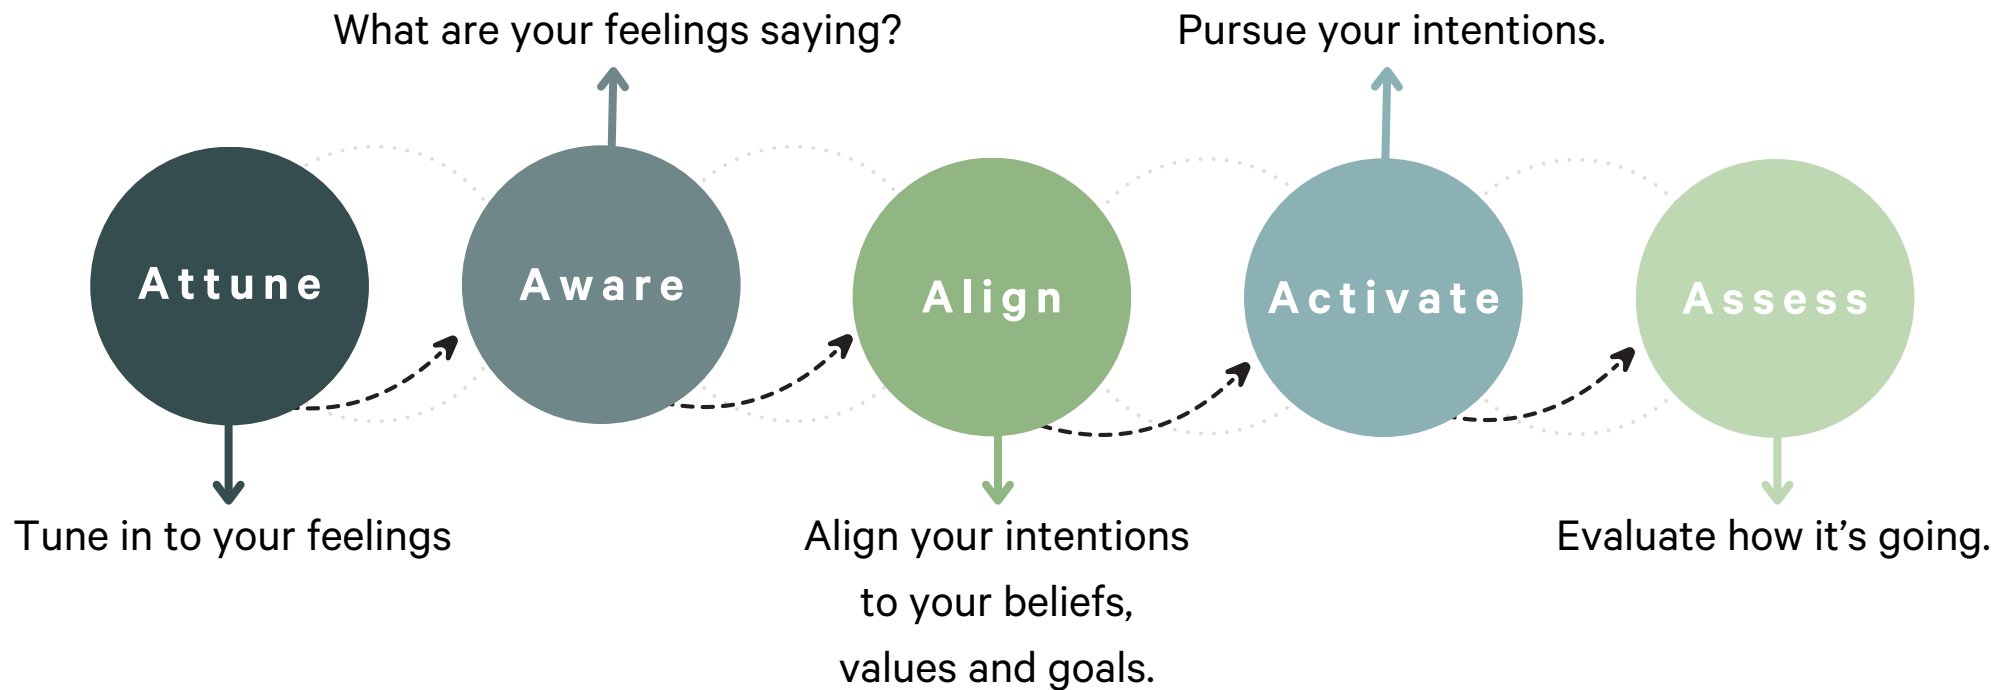 What are your feelings saying?
Pursue your intentions.
Attune
Aware
Align
Activate
Assess
Tune in to your feelings
Align your intentions
to your beliefs,
values and goals.
Evaluate how it’s going.